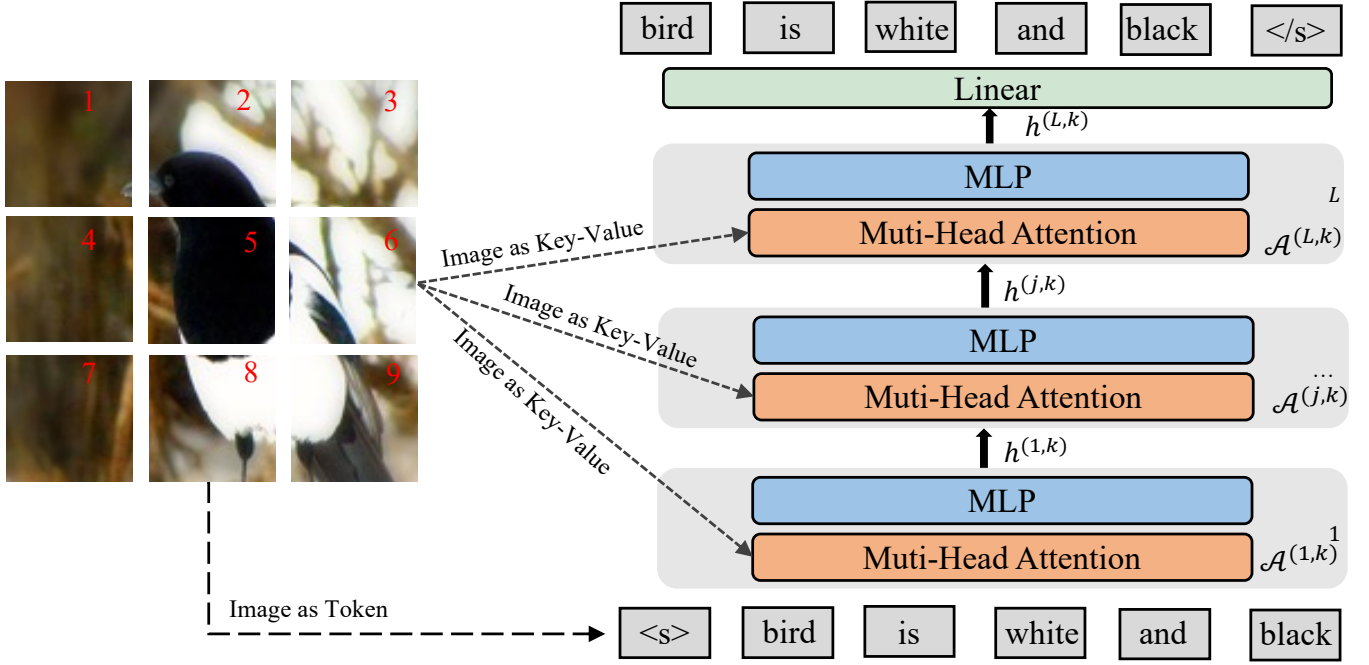 bird is white and black </s>
Linear
h^{(L,k)}
1 2 3
MLP
L
Muti-Head Attention
𝒜^{(L,k)}
4 5 6
Image as Key-Value
h^{(j,k)}
Image as Key-Value
MLP
...
Muti-Head Attention
𝒜^{(j,k)}
7 8 9
Image as Key-Value
h^{(1,k)}
MLP
1
Muti-Head Attention
𝒜^{(1,k)}
Image as Token
<s> bird is white and black